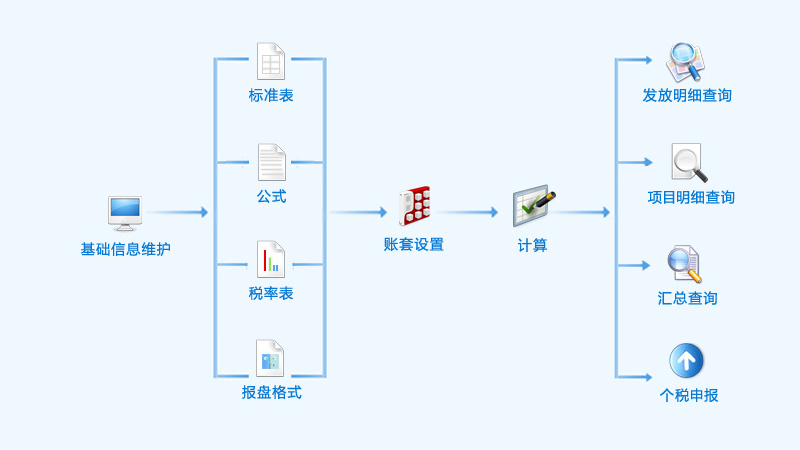 基础信息维护
标准表
公式
税率表
报盘格式
账套设置
计算
发放明细查询
项目明细查询
汇总查询
个税申报